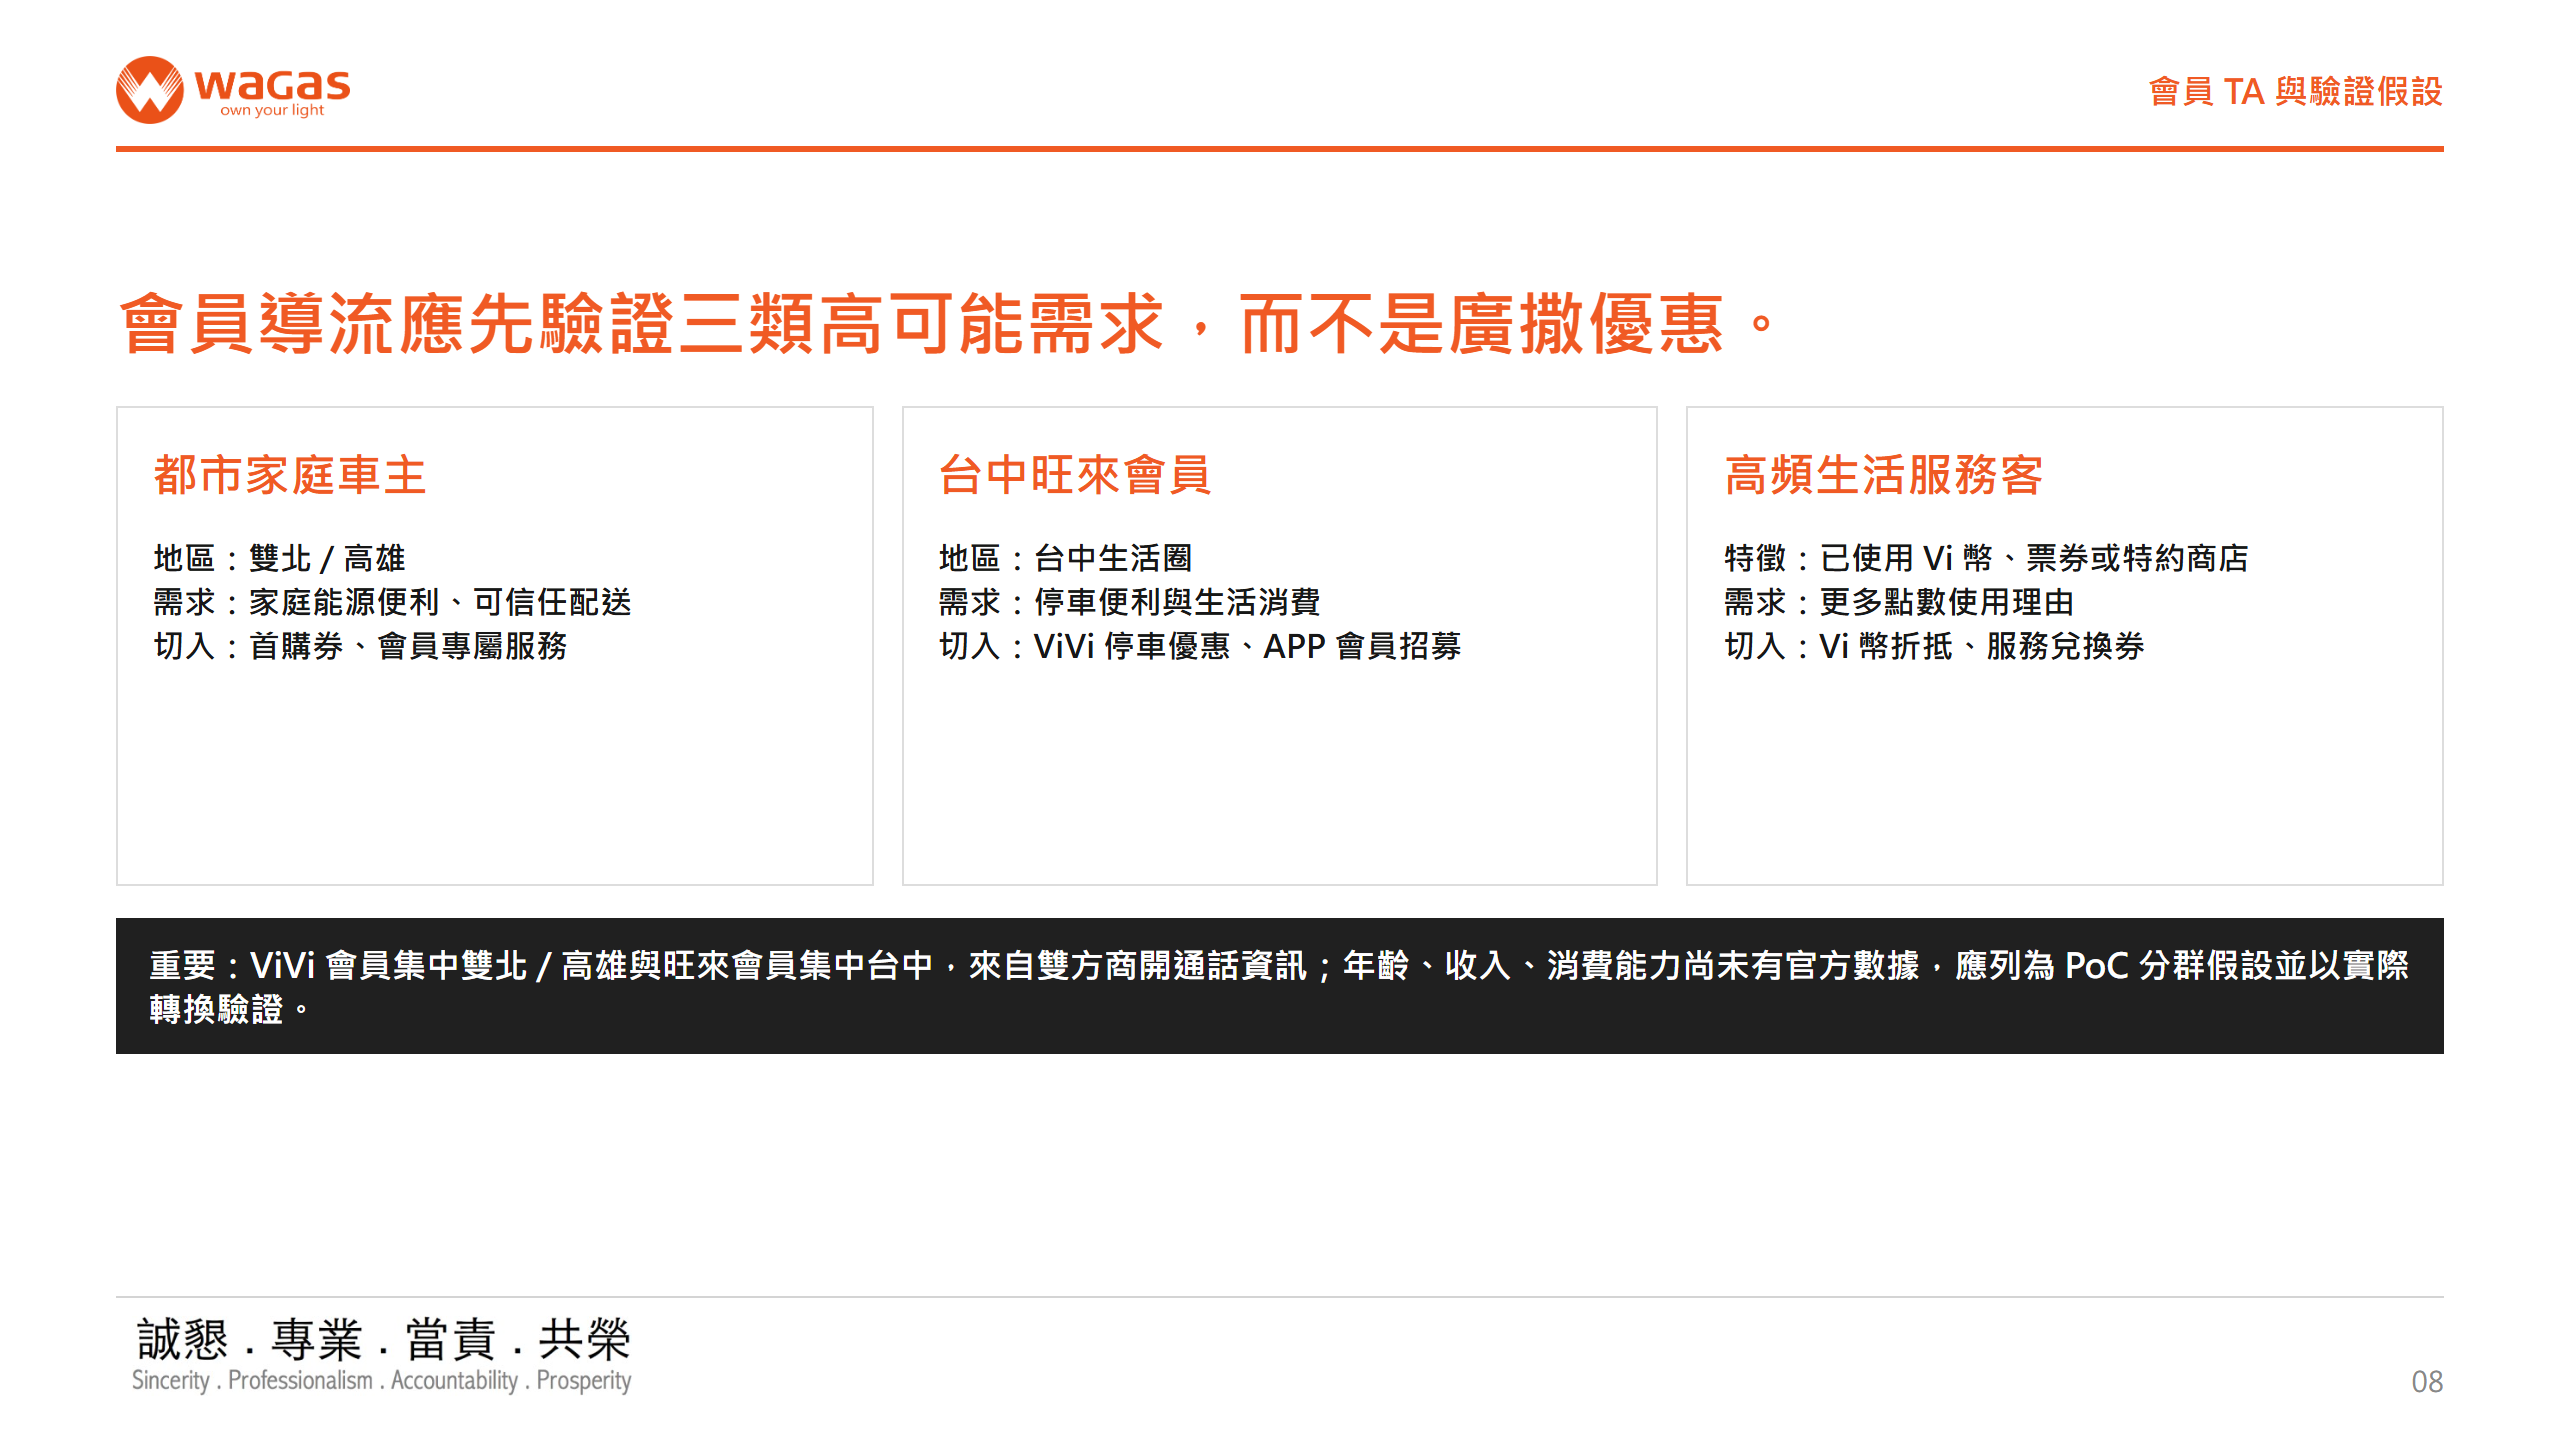 wagas
own your light
會員 TA 與驗證假設
會員導流應先驗證三類高可能需求，而不是廣撒優惠。
都市家庭車主
地區：雙北 / 高雄
需求：家庭能源便利、可信任配送
切入：首購券、會員專屬服務
台中旺來會員
地區：台中生活圈
需求：停車便利與生活消費
切入：ViVi 停車優惠、APP 會員招募
高頻生活服務客
特徵：已使用 Vi 幣、票券或特約商店
需求：更多點數使用理由
切入：Vi 幣折抵、服務兌換券
重要：ViVi 會員集中雙北 / 高雄與旺來會員集中台中，來自雙方商開通話資訊；年齡、收入、消費能力尚未有官方數據，應列為 PoC 分群假設並以實際
轉換驗證。
誠懇 . 專業 . 當責 . 共榮
Sincerity . Professionalism . Accountability . Prosperity
08